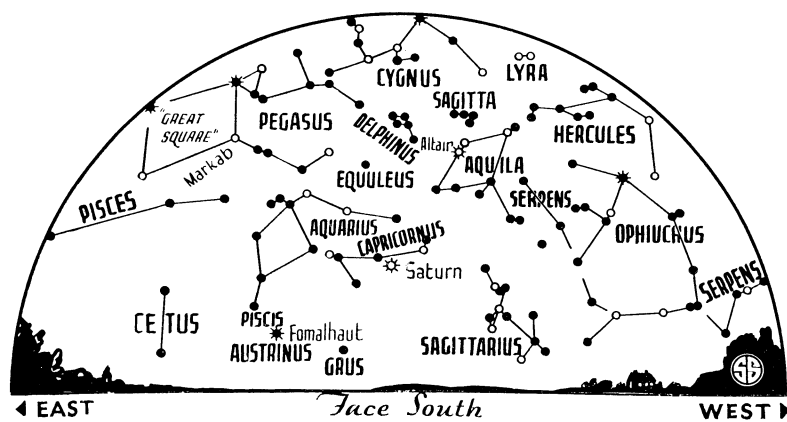 CYGNUS
LYRA
SAGITTA
"GREAT
SQUARE"
PEGASUS
DELPHINUS
Altair
HERCULES
Markab
EQUULEUS
AQUILA
SERPENS
PISCES
AQUARIUS
CAPRICORNUS
OPHIUCHUS
Saturn
SERPENS
CETUS
PISCIS
AUSTRINUS
Fomalhaut
GRUS
SAGITTARIUS
SS
EAST
Face South
WEST